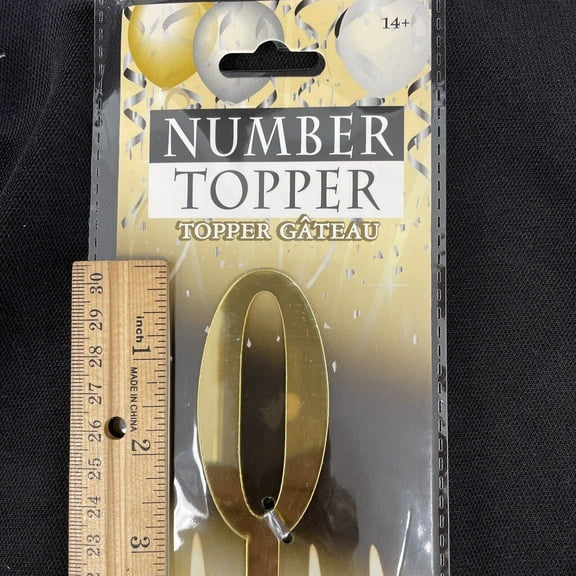 14+
NUMBER
TOPPER
TOPPER GÂTEAU
0
inch 1
MADE IN CHINA
2
3
30
29
28
27
26
25
24
23